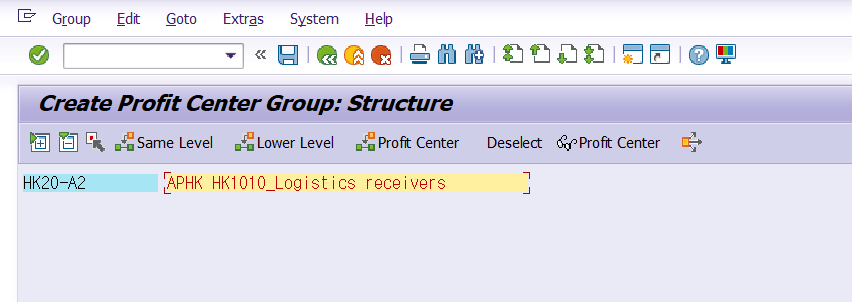 Group Edit Goto Extras System Help
Create Profit Center Group: Structure
Same Level Lower Level Profit Center Deselect Profit Center
HK20-A2 APHK HK1010_Logistics receivers